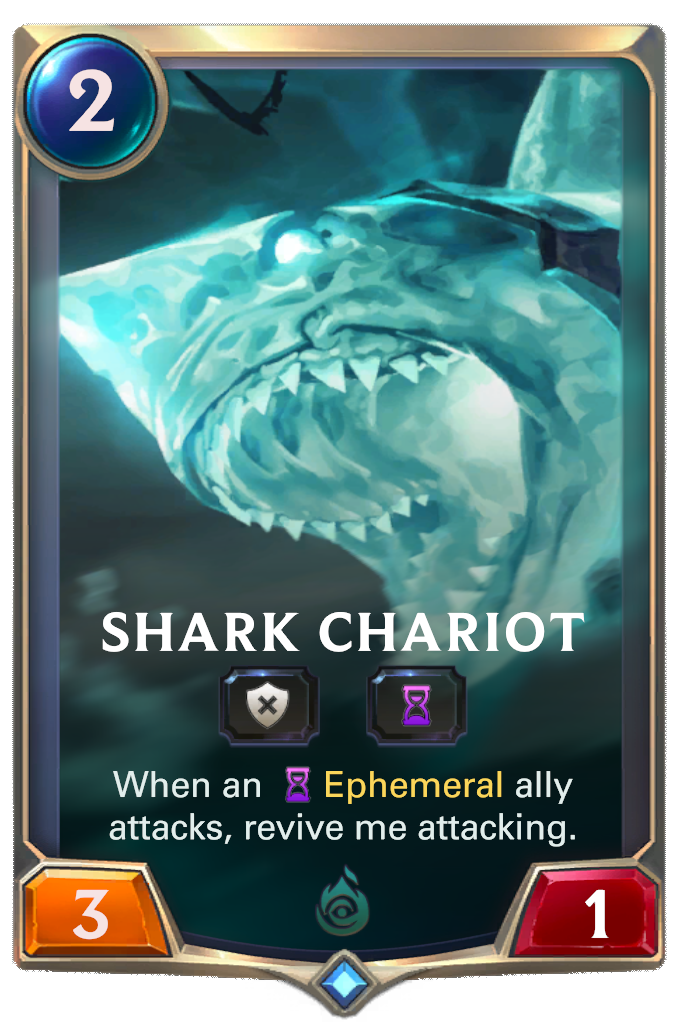 2
SHARK CHARIOT
When an Ephemeral ally
attacks, revive me attacking.
3
1